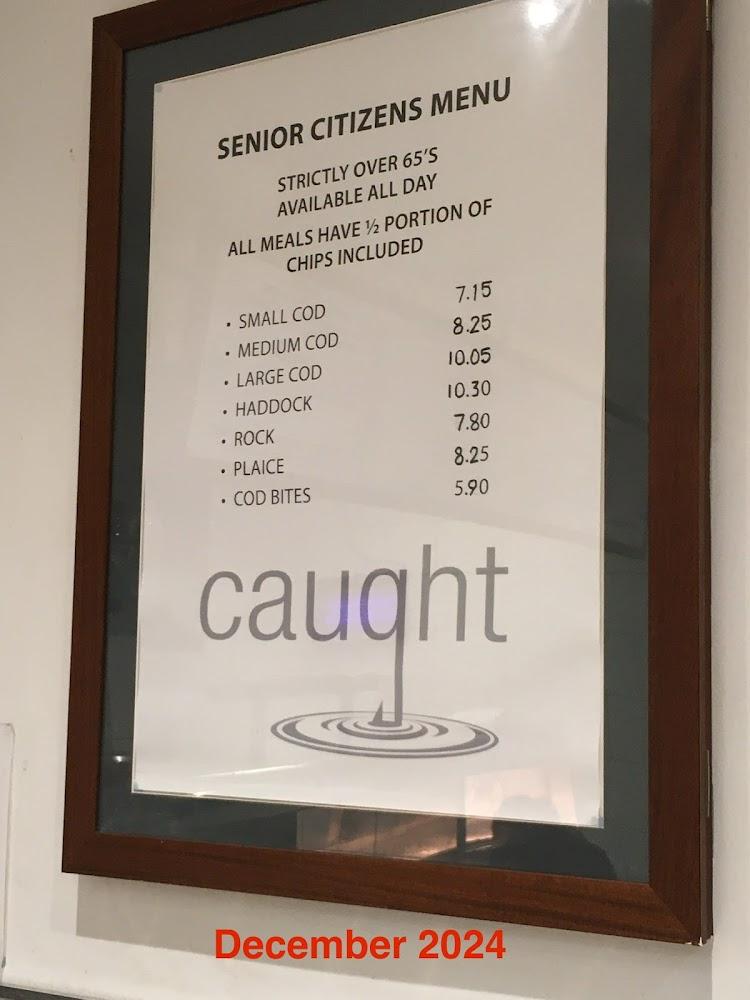 SENIOR CITIZENS MENU
STRICTLY OVER 65'S
AVAILABLE ALL DAY
ALL MEALS HAVE ½ PORTION OF
CHIPS INCLUDED
• SMALL COD 7.15
• MEDIUM COD 8.25
• LARGE COD 10.05
• HADDOCK 10.30
• ROCK 7.80
• PLAICE 8.25
• COD BITES 5.90
caught
December 2024